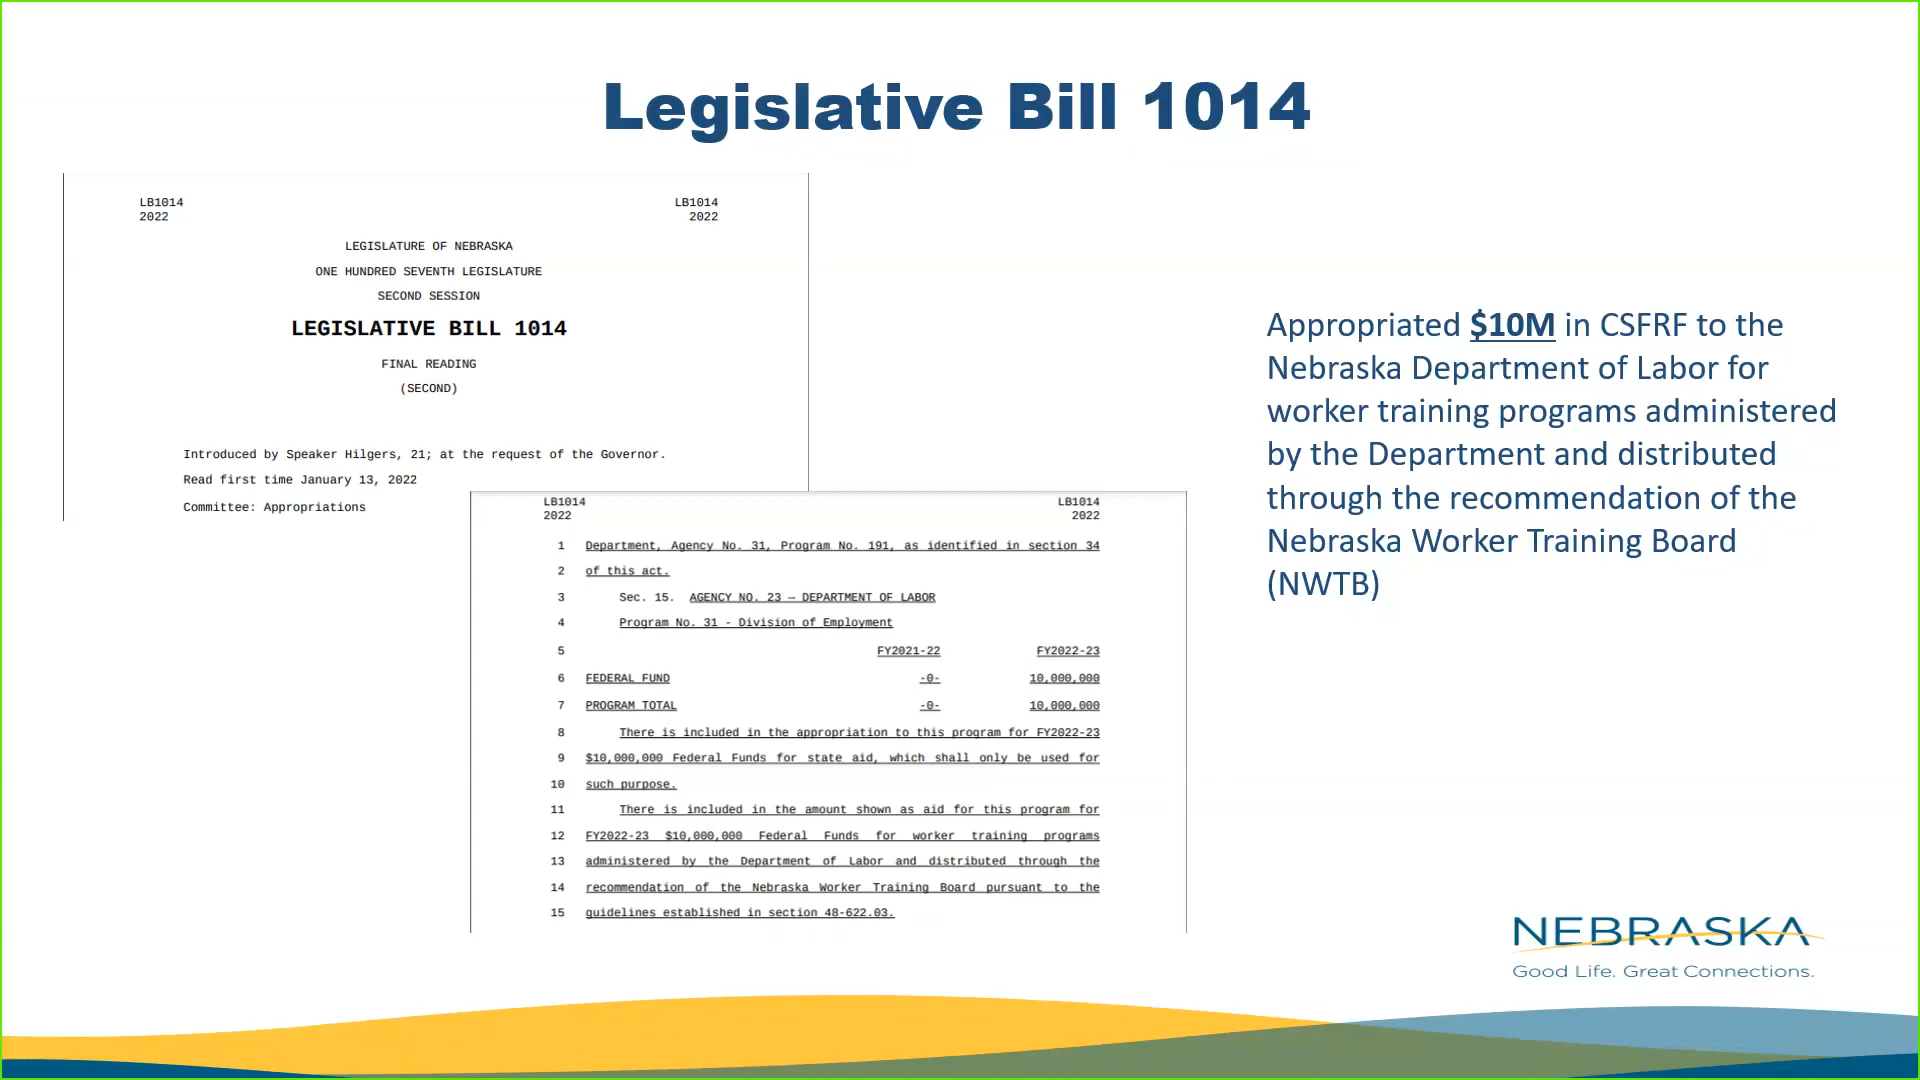 Legislative Bill 1014
LB1014 LB1014
2022 2022
LEGISLATURE OF NEBRASKA
ONE HUNDRED SEVENTH LEGISLATURE
SECOND SESSION
LEGISLATIVE BILL 1014
FINAL READING
(SECOND)
Introduced by Speaker Hilgers, 21; at the request of the Governor.
Read first time January 13, 2022
Committee: Appropriations
LB1014 LB1014
2022 2022
1 Department, Agency No. 31, Program No. 191, as identified in section 34
2 of this act.
3 Sec. 15. AGENCY NO. 23 — DEPARTMENT OF LABOR
4 Program No. 31 - Division of Employment
5 FY2021-22 FY2022-23
6 FEDERAL FUND -0- 10,000,000
7 PROGRAM TOTAL -0- 10,000,000
8 There is included in the appropriation to this program for FY2022-23
9 $10,000,000 Federal Funds for state aid, which shall only be used for
10 such purpose.
11 There is included in the amount shown as aid for this program for
12 FY2022-23 $10,000,000 Federal Funds for worker training programs
13 administered by the Department of Labor and distributed through the
14 recommendation of the Nebraska Worker Training Board pursuant to the
15 guidelines established in section 48-622.03.
Appropriated $10M in CSFRF to the
Nebraska Department of Labor for
worker training programs administered
by the Department and distributed
through the recommendation of the
Nebraska Worker Training Board
(NWTB)
NEBRASKA
Good Life. Great Connections.